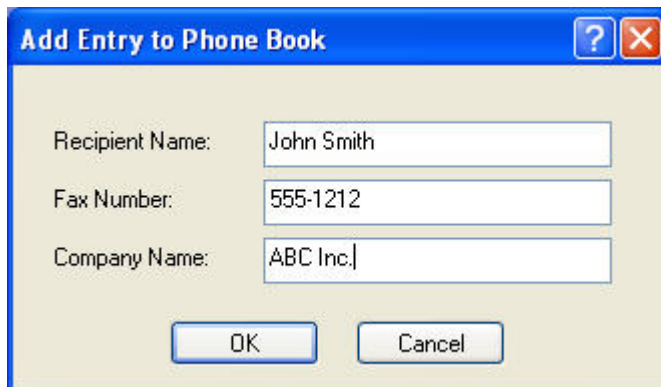 Add Entry to Phone Book
Recipient Name: John Smith
Fax Number: 555-1212
Company Name: ABC Inc.
OK Cancel